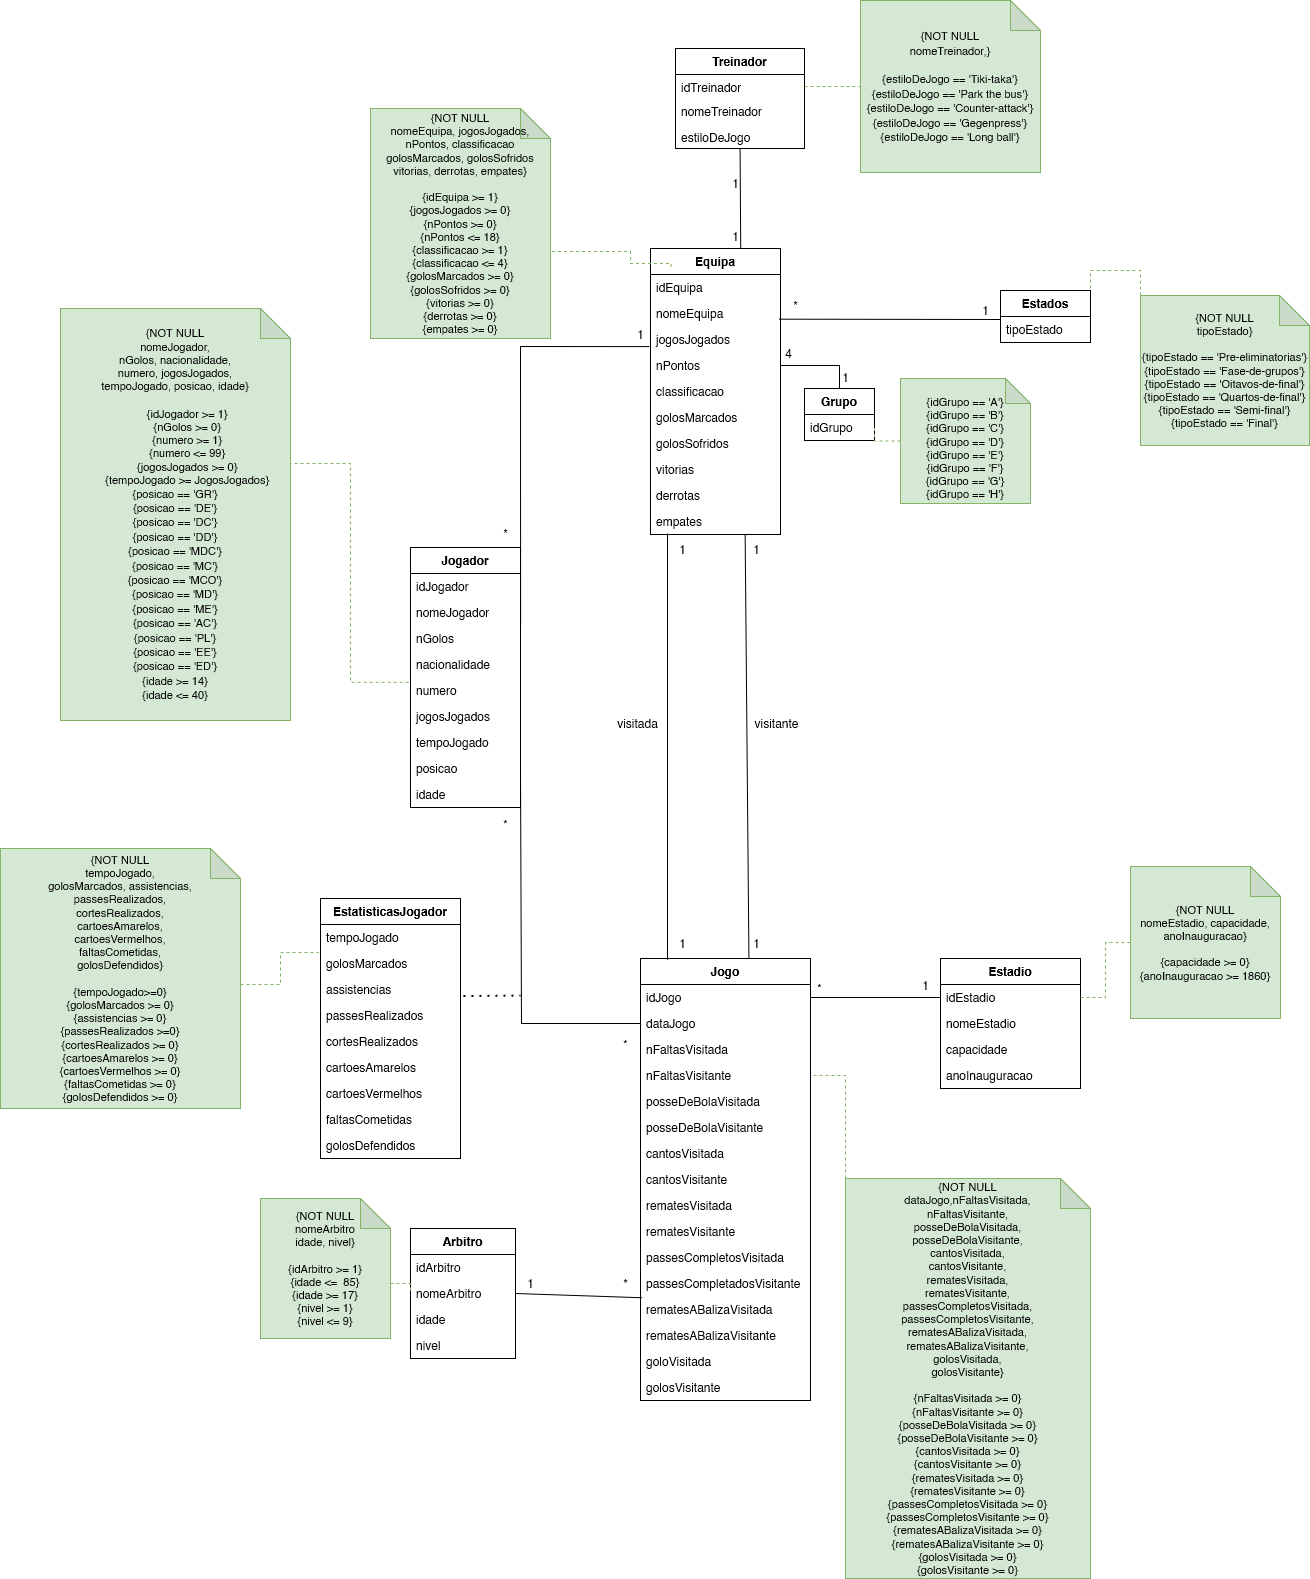 {NOT NULL
nomeTreinador,}
{estiloDeJogo == 'Tiki-taka'}
{estiloDeJogo == 'Park the bus'}
{estiloDeJogo == 'Counter-attack'}
{estiloDeJogo == 'Gegenpress'}
{estiloDeJogo == 'Long ball'}
Treinador
idTreinador
nomeTreinador
estiloDeJogo
1
1
{NOT NULL
nomeEquipa, jogosJogados,
nPontos, classificacao
golosMarcados, golosSofridos
vitorias, derrotas, empates}
{idEquipa >= 1}
{jogosJogados >= 0}
{nPontos >= 0}
{nPontos <= 18}
{classificacao >= 1}
{classificacao <= 4}
{golosMarcados >= 0}
{golosSofridos >= 0}
{vitorias >= 0}
{derrotas >= 0}
{empates >= 0}
Equipa
idEquipa
nomeEquipa
jogosJogados
nPontos
classificacao
golosMarcados
golosSofridos
vitorias
derrotas
empates
*
1
Estados
tipoEstado
{NOT NULL
tipoEstado}
{tipoEstado == 'Pre-eliminatorias'}
{tipoEstado == 'Fase-de-grupos'}
{tipoEstado == 'Oitavos-de-final'}
{tipoEstado == 'Quartos-de-final'}
{tipoEstado == 'Semi-final'}
{tipoEstado == 'Final'}
4
1
Grupo
idGrupo
{idGrupo == 'A'}
{idGrupo == 'B'}
{idGrupo == 'C'}
{idGrupo == 'D'}
{idGrupo == 'E'}
{idGrupo == 'F'}
{idGrupo == 'G'}
{idGrupo == 'H'}
{NOT NULL
nomeJogador,
nGolos, nacionalidade,
numero, jogosJogados,
tempoJogado, posicao, idade}
{idJogador >= 1}
{nGolos >= 0}
{numero >= 1}
{numero <= 99}
{jogosJogados >= 0}
{tempoJogado >= JogosJogados}
{posicao == 'GR'}
{posicao == 'DE'}
{posicao == 'DC'}
{posicao == 'DD'}
{posicao == 'MDC'}
{posicao == 'MC'}
{posicao == 'MCO'}
{posicao == 'MD'}
{posicao == 'ME'}
{posicao == 'AC'}
{posicao == 'PL'}
{posicao == 'EE'}
{posicao == 'ED'}
{idade >= 14}
{idade <= 40}
1
*
Jogador
idJogador
nomeJogador
nGolos
nacionalidade
numero
jogosJogados
tempoJogado
posicao
idade
*
1
1
visitada
visitante
1
1
{NOT NULL
tempoJogado,
golosMarcados, assistencias,
passesRealizados,
cortesRealizados,
cartoesAmarelos,
cartoesVermelhos,
faltasCometidas,
golosDefendidos}
{tempoJogado>=0}
{golosMarcados >= 0}
{assistencias >= 0}
{passesRealizados >=0}
{cortesRealizados >= 0}
{cartoesAmarelos >= 0}
{cartoesVermelhos >= 0}
{faltasCometidas >= 0}
{golosDefendidos >= 0}
EstatisticasJogador
tempoJogado
golosMarcados
assistencias
passesRealizados
cortesRealizados
cartoesAmarelos
cartoesVermelhos
faltasCometidas
golosDefendidos
*
Jogo
idJogo
dataJogo
nFaltasVisitada
nFaltasVisitante
posseDeBolaVisitada
posseDeBolaVisitante
cantosVisitada
cantosVisitante
rematesVisitada
rematesVisitante
passesCompletosVisitada
passesCompletadosVisitante
rematesABalizaVisitada
rematesABalizaVisitante
goloVisitada
golosVisitante
*
1
Estadio
idEstadio
nomeEstadio
capacidade
anoInauguracao
{NOT NULL
nomeEstadio, capacidade,
anoInauguracao}
{capacidade >= 0}
{anoInauguracao >= 1860}
{NOT NULL
nomeArbitro
idade, nivel}
{idArbitro >= 1}
{idade <= 85}
{idade >= 17}
{nivel >= 1}
{nivel <= 9}
Arbitro
idArbitro
nomeArbitro
idade
nivel
1
*
{NOT NULL
dataJogo,nFaltasVisitada,
nFaltasVisitante,
posseDeBolaVisitada,
posseDeBolaVisitante,
cantosVisitada,
cantosVisitante,
rematesVisitada,
rematesVisitante,
passesCompletosVisitada,
passesCompletosVisitante,
rematesABalizaVisitada,
rematesABalizaVisitante,
golosVisitada,
golosVisitante}
{nFaltasVisitada >= 0}
{nFaltasVisitante >= 0}
{posseDeBolaVisitada >= 0}
{posseDeBolaVisitante >= 0}
{cantosVisitada >= 0}
{cantosVisitante >= 0}
{rematesVisitada >= 0}
{rematesVisitante >= 0}
{passesCompletosVisitada >= 0}
{passesCompletosVisitante >= 0}
{rematesABalizaVisitada >= 0}
{rematesABalizaVisitante >= 0}
{golosVisitada >= 0}
{golosVisitante >= 0}